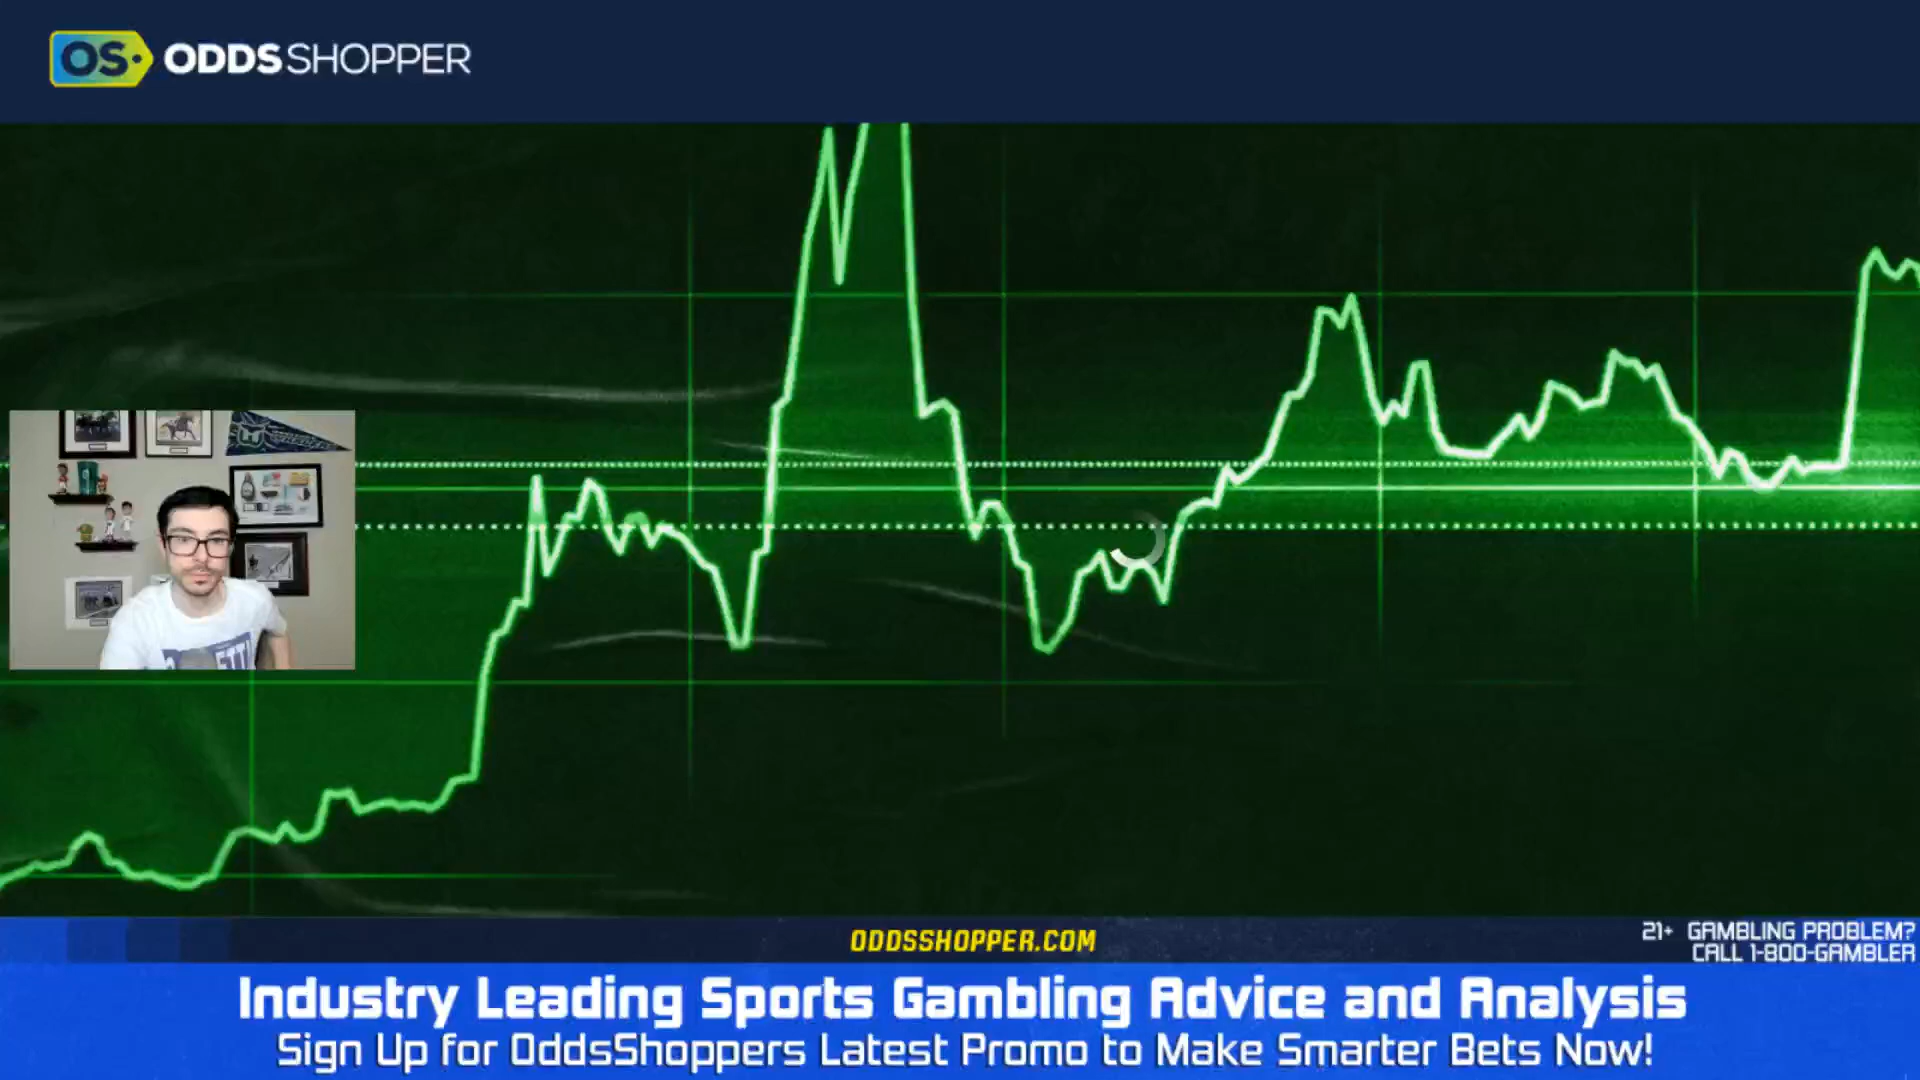 OS
ODDSSHOPPER
ODDSSHOPPER.COM
21+ GAMBLING PROBLEM?
CALL 1-800-GAMBLER
Industry Leading Sports Gambling Advice and Analysis
Sign Up for OddsShoppers Latest Promo to Make Smarter Bets Now!